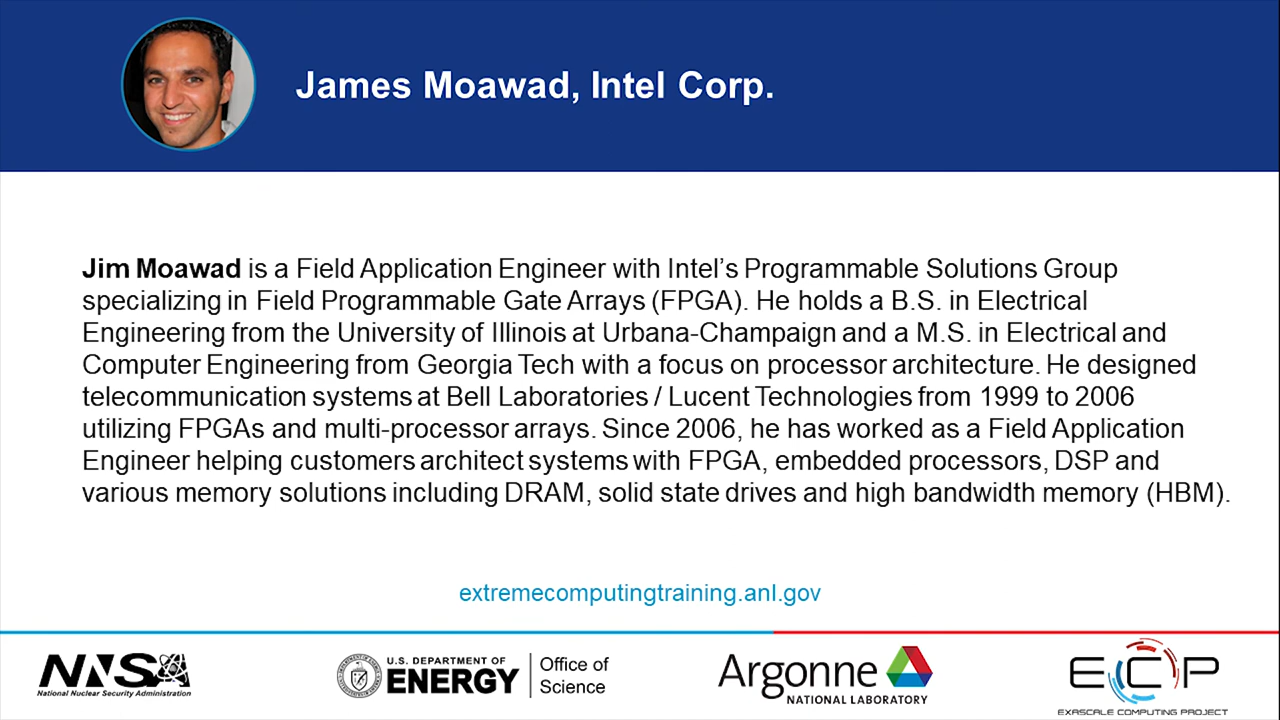 James Moawad, Intel Corp.
Jim Moawad is a Field Application Engineer with Intel's Programmable Solutions Group
specializing in Field Programmable Gate Arrays (FPGA). He holds a B.S. in Electrical
Engineering from the University of Illinois at Urbana-Champaign and a M.S. in Electrical and
Computer Engineering from Georgia Tech with a focus on processor architecture. He designed
telecommunication systems at Bell Laboratories / Lucent Technologies from 1999 to 2006
utilizing FPGAs and multi-processor arrays. Since 2006, he has worked as a Field Application
Engineer helping customers architect systems with FPGA, embedded processors, DSP and
various memory solutions including DRAM, solid state drives and high bandwidth memory (HBM).
extremecomputingtraining.anl.gov
NNSA
National Nuclear Security Administration
U.S. DEPARTMENT OF
ENERGY
Office of
Science
Argonne
NATIONAL LABORATORY
ECP
EXASCALE COMPUTING PROJECT